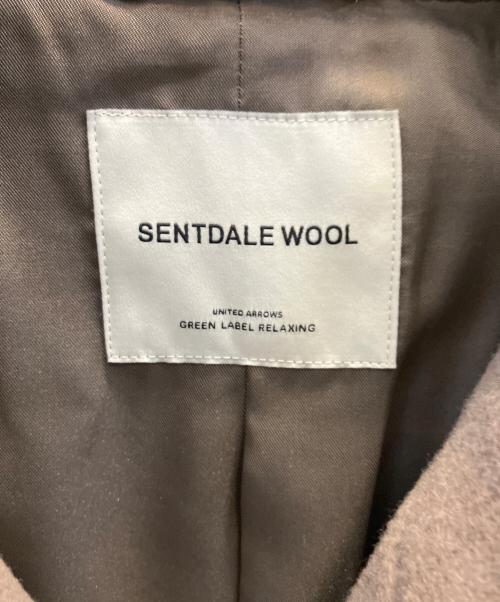 SENTDALE WOOL
UNITED ARROWS
GREEN LABEL RELAXING